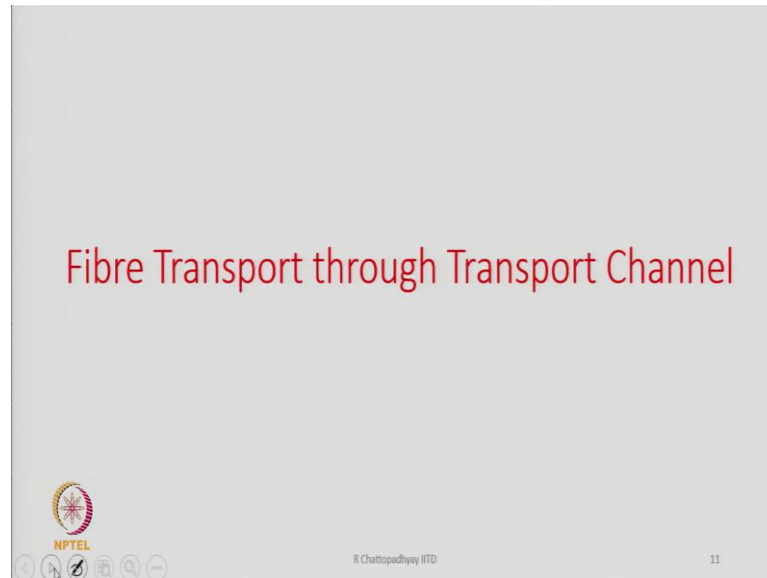 Fibre Transport through Transport Channel
NPTEL
R Chattopadhyay IITD
11